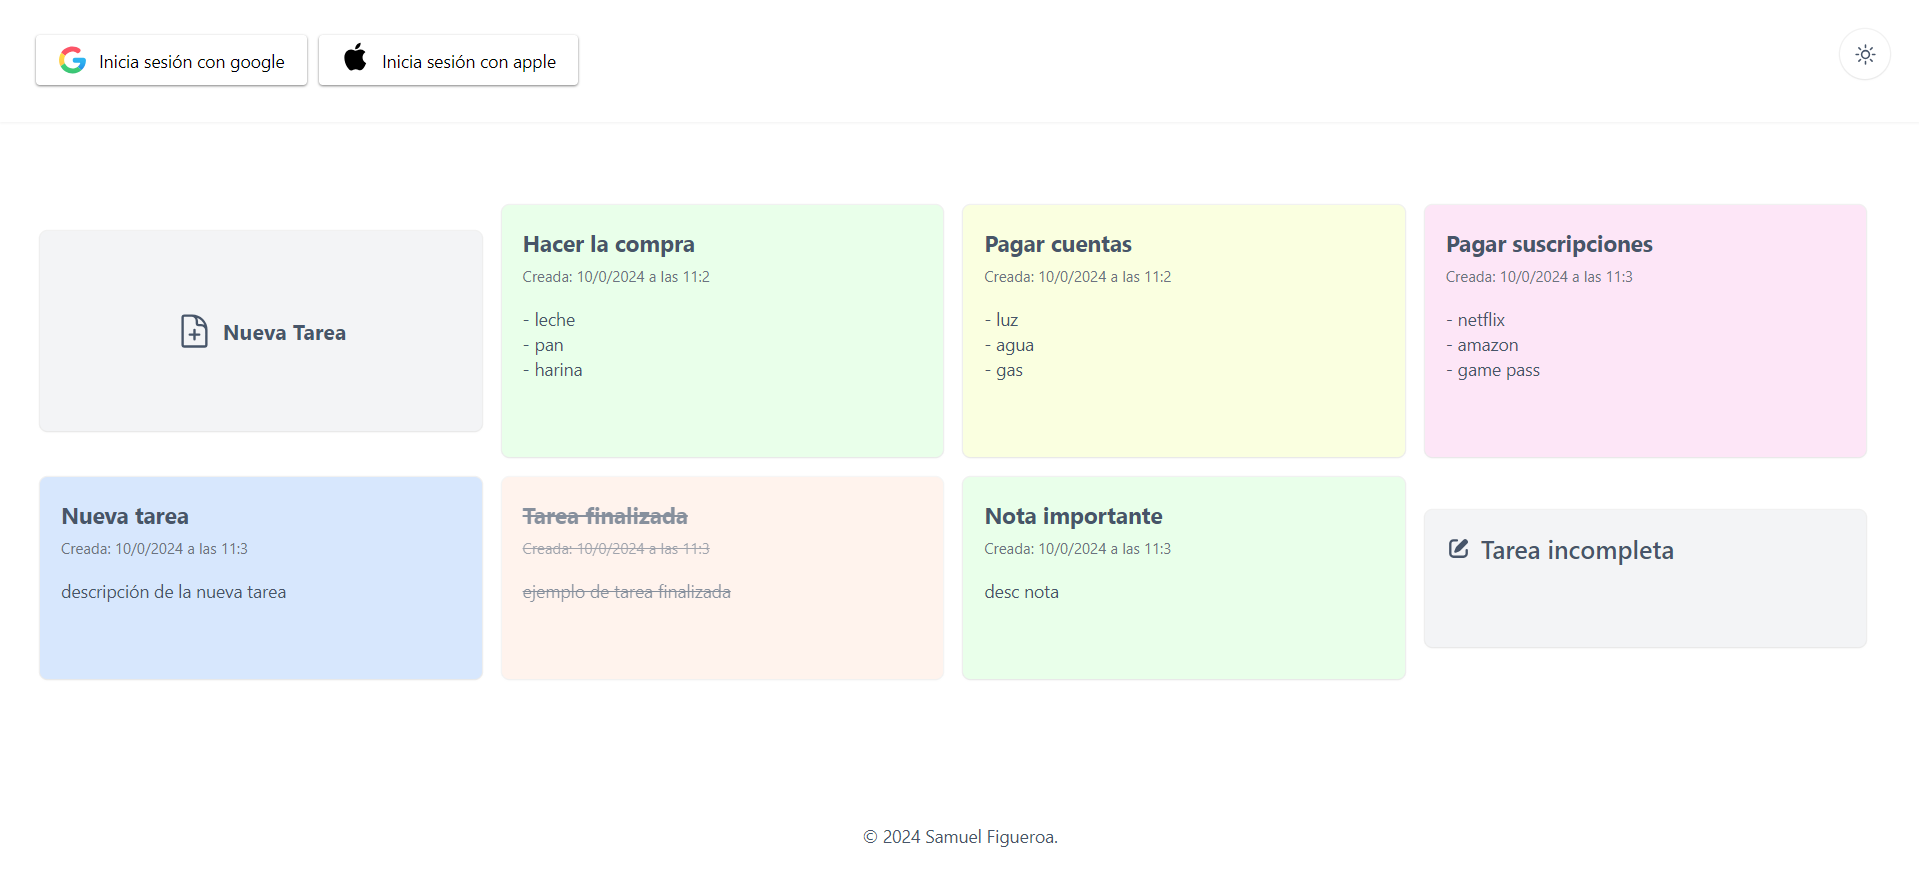 Inicia sesión con google
Inicia sesión con apple
Nueva Tarea
Hacer la compra
Creada: 10/0/2024 a las 11:2
- leche
- pan
- harina
Pagar cuentas
Creada: 10/0/2024 a las 11:2
- luz
- agua
- gas
Pagar suscripciones
Creada: 10/0/2024 a las 11:3
- netflix
- amazon
- game pass
Nueva tarea
Creada: 10/0/2024 a las 11:3
descripción de la nueva tarea
Tarea finalizada
Creada: 10/0/2024 a las 11:3
ejemplo de tarea finalizada
Nota importante
Creada: 10/0/2024 a las 11:3
desc nota
Tarea incompleta
© 2024 Samuel Figueroa.